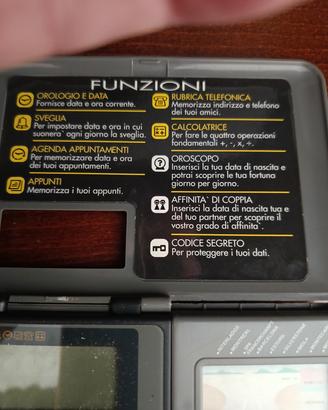 FUNZIONI
OROLOGIO E DATA
Fornisce data e ora corrente.
SVEGLIA
Per impostare data e ora in cui
suonera` ogni giorno la sveglia.
AGENDA APPUNTAMENTI
Per memorizzare data e ora
dei tuoi appuntamenti.
APPUNTI
Memorizza i tuoi appunti.
RUBRICA TELEFONICA
Memorizza indirizzo e telefono
dei tuoi amici.
CALCOLATRICE
Per fare le quattro operazioni
fondamentali +, -, x, ÷.
OROSCOPO
Inserisci la tua data di nascita e
potrai scoprire la tua fortuna
giorno per giorno.
AFFINITA` DI COPPIA
Inserisci la data di nascita tua e
del tuo partner per scoprire il
vostro grado di affinita`.
CODICE SEGRETO
Per proteggere i tuoi dati.